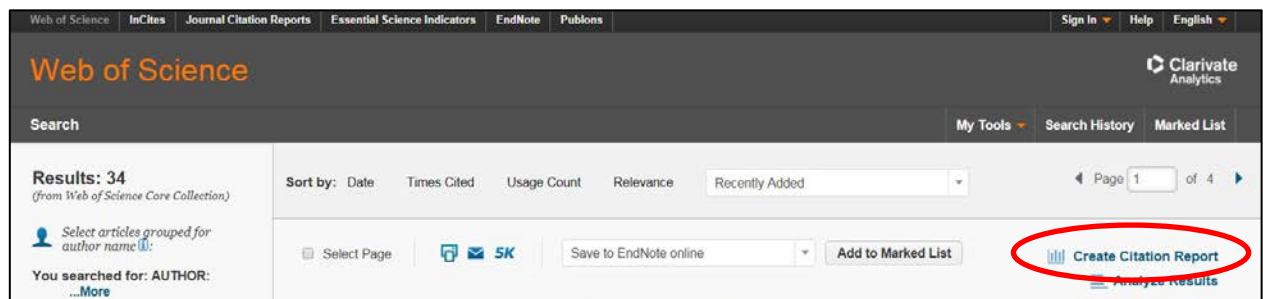 Web of Science InCites Journal Citation Reports Essential Science Indicators EndNote Publons Sign In Help English
Web of Science
Clarivate
Analytics
Search My Tools Search History Marked List
Results: 34
(from Web of Science Core Collection)
Sort by: Date Times Cited Usage Count Relevance Recently Added Page 1 of 4
Select articles grouped for
author name:
Select Page 5K Save to EndNote online Add to Marked List Create Citation Report
You searched for: AUTHOR:
...More
Analyze Results